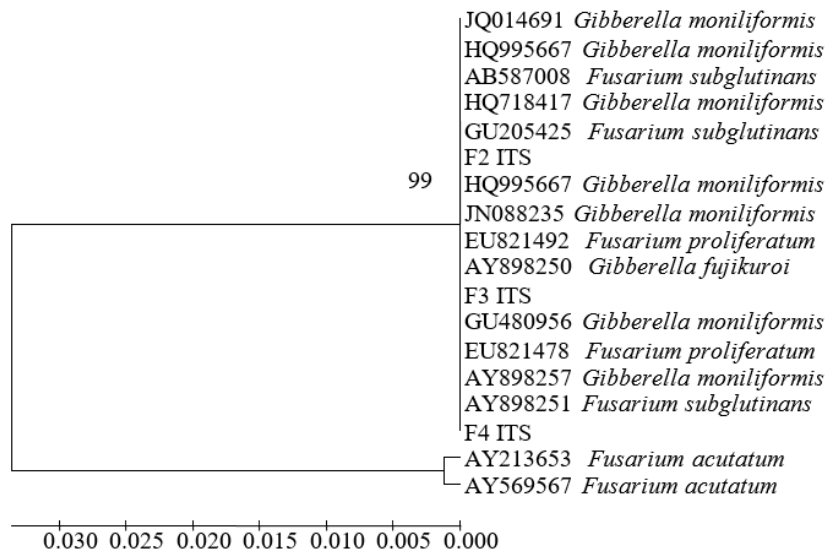 JQ014691 Gibberella moniliformis
HQ995667 Gibberella moniliformis
AB587008 Fusarium subglutinans
HQ718417 Gibberella moniliformis
GU205425 Fusarium subglutinans
F2 ITS
99
HQ995667 Gibberella moniliformis
JN088235 Gibberella moniliformis
EU821492 Fusarium proliferatum
AY898250 Gibberella fujikuroi
F3 ITS
GU480956 Gibberella moniliformis
EU821478 Fusarium proliferatum
AY898257 Gibberella moniliformis
AY898251 Fusarium subglutinans
F4 ITS
AY213653 Fusarium acutatum
AY569567 Fusarium acutatum
0.030 0.025 0.020 0.015 0.010 0.005 0.000